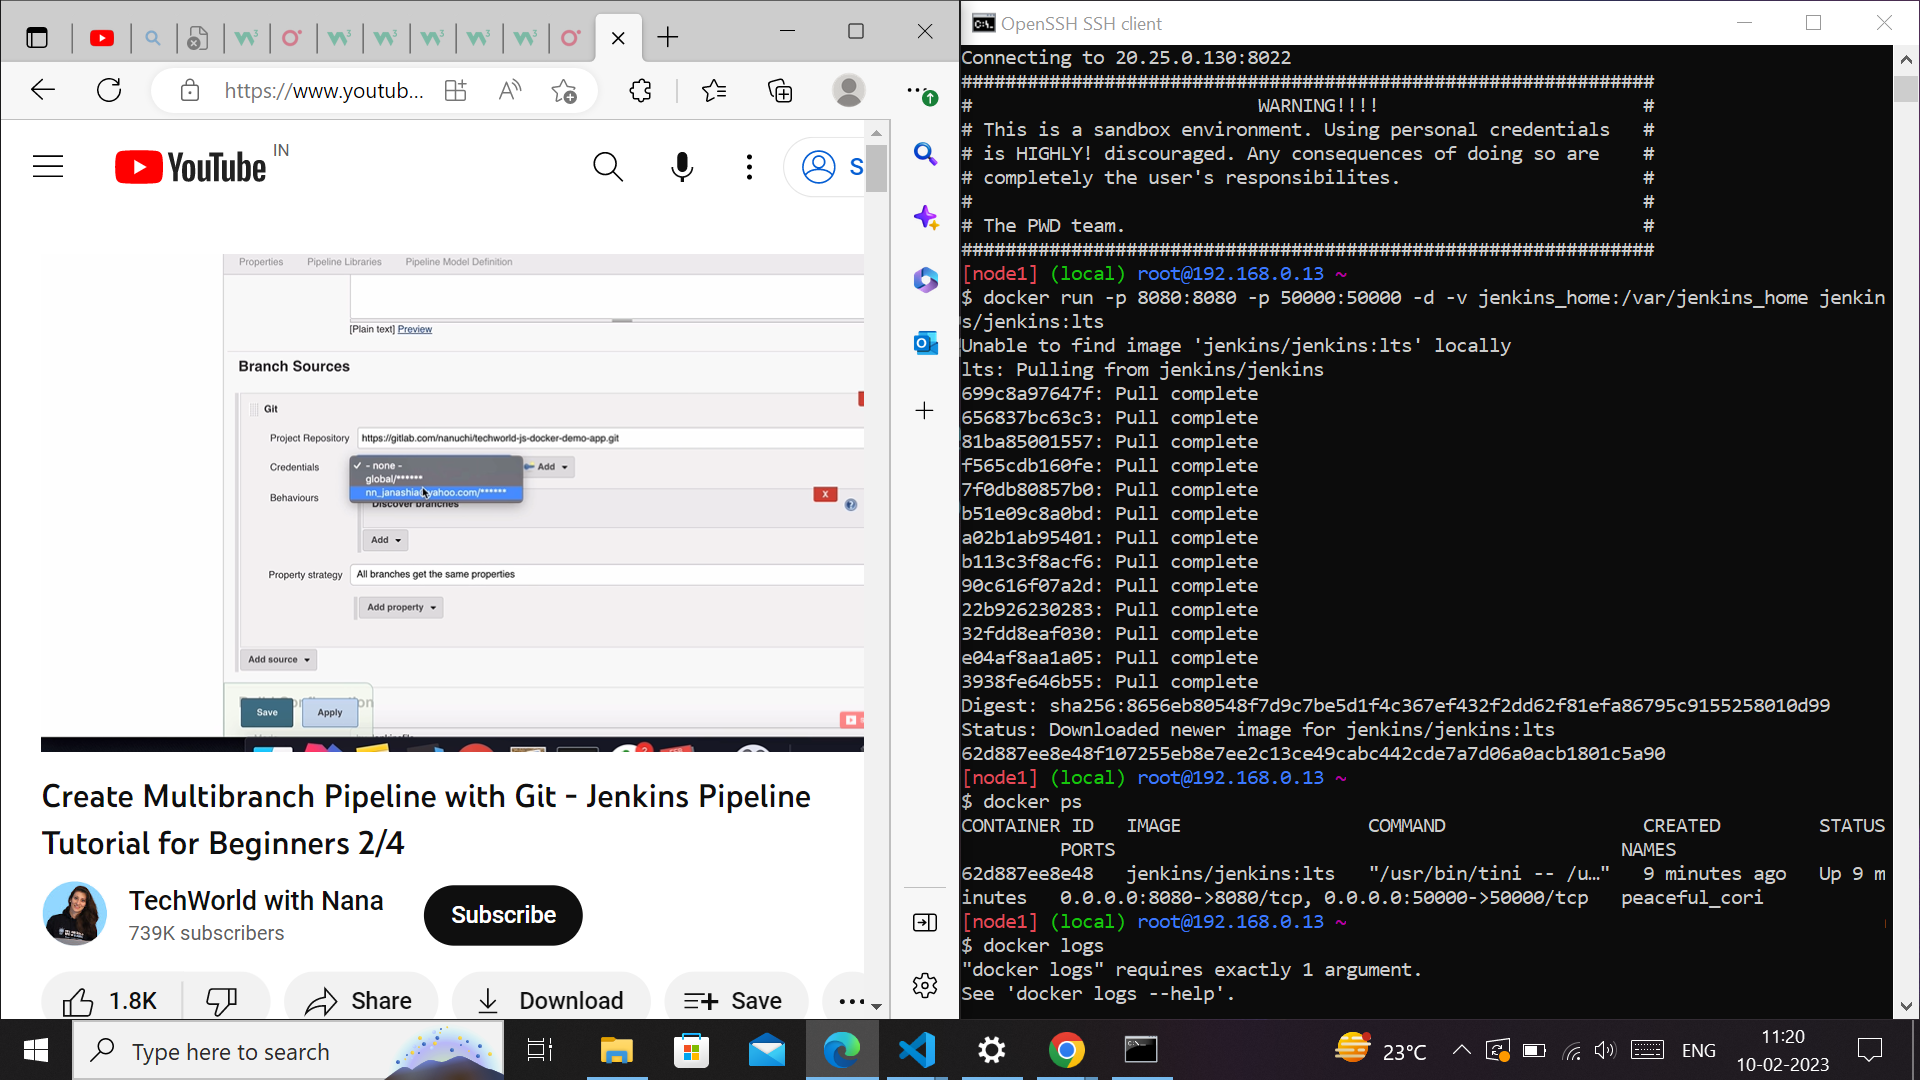 https://www.youtub...
YouTube IN
S
Properties Pipeline Libraries Pipeline Model Definition
[Plain text] Preview
Branch Sources
Git
Project Repository https://gitlab.com/nanuchi/techworld-js-docker-demo-app.git
Credentials ✓ - none - Add
global/******
nn_janashia@yahoo.com/******
Behaviours
X
Discover branches
Add
Property strategy All branches get the same properties
Add property
Add source
Save Apply
Create Multibranch Pipeline with Git - Jenkins Pipeline
Tutorial for Beginners 2/4
TechWorld with Nana
739K subscribers
Subscribe
1.8K Share Download Save ...
OpenSSH SSH client
Connecting to 20.25.0.130:8022
###############################################################
# WARNING!!!! #
# This is a sandbox environment. Using personal credentials #
# is HIGHLY! discouraged. Any consequences of doing so are #
# completely the user's responsibilites. #
# #
# The PWD team. #
###############################################################
[node1] (local) root@192.168.0.13 ~
$ docker run -p 8080:8080 -p 50000:50000 -d -v jenkins_home:/var/jenkins_home jenkin
s/jenkins:lts
Unable to find image 'jenkins/jenkins:lts' locally
lts: Pulling from jenkins/jenkins
699c8a97647f: Pull complete
656837bc63c3: Pull complete
81ba85001557: Pull complete
f565cdb160fe: Pull complete
7f0db80857b0: Pull complete
b51e09c8a0bd: Pull complete
a02b1ab95401: Pull complete
b113c3f8acf6: Pull complete
90c616f07a2d: Pull complete
22b926230283: Pull complete
32fdd8eaf030: Pull complete
e04af8aa1a05: Pull complete
3938fe646b55: Pull complete
Digest: sha256:8656eb80548f7d9c7be5d1f4c367ef432f2dd62f81efa86795c9155258010d99
Status: Downloaded newer image for jenkins/jenkins:lts
62d887ee8e48f107255eb8e7ee2c13ce49cabc442cde7a7d06a0acb1801c5a90
[node1] (local) root@192.168.0.13 ~
$ docker ps
CONTAINER ID IMAGE COMMAND CREATED STATUS
PORTS NAMES
62d887ee8e48 jenkins/jenkins:lts "/usr/bin/tini -- /u…" 9 minutes ago Up 9 m
inutes 0.0.0.0:8080->8080/tcp, 0.0.0.0:50000->50000/tcp peaceful_cori
[node1] (local) root@192.168.0.13 ~
$ docker logs
"docker logs" requires exactly 1 argument.
See 'docker logs --help'.
Type here to search
23°C ENG 11:20
10-02-2023